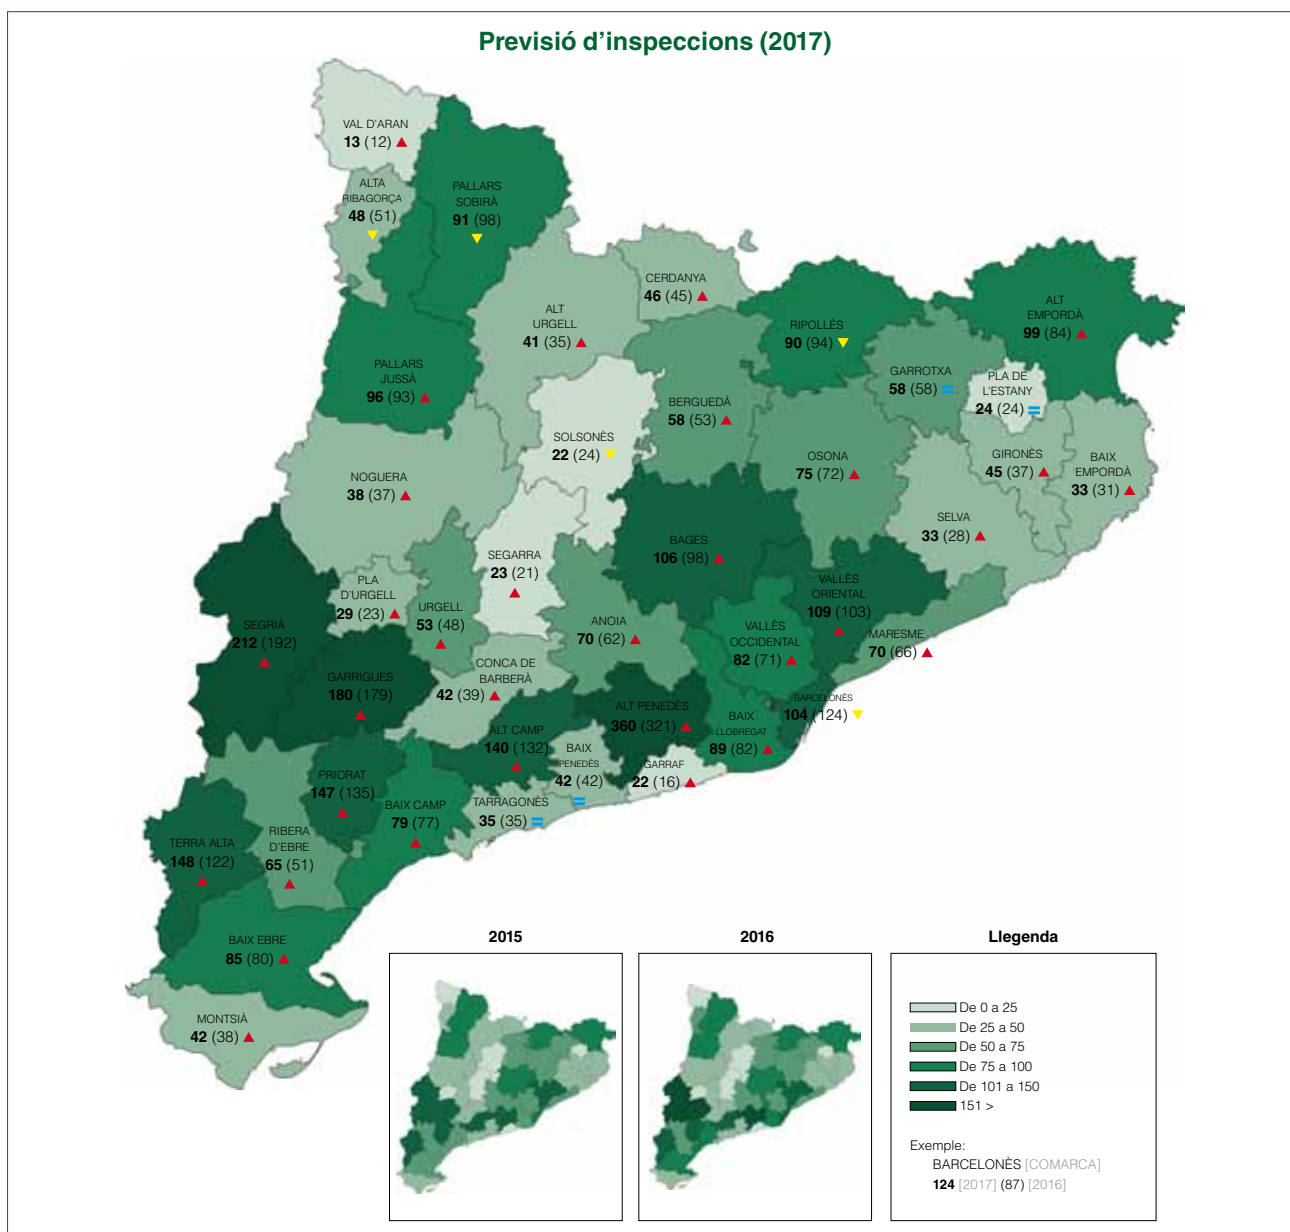 Previsió d’inspeccions (2017)
VAL D’ARAN
13 (12)
ALTA
RIBAGORÇA
48 (51)
PALLARS
SOBIRÀ
91 (98)
CERDANYA
46 (45)
ALT
URGELL
41 (35)
RIPOLLÈS
90 (94)
ALT
EMPORDÀ
99 (84)
PALLARS
JUSSÀ
96 (93)
GARROTXA
58 (58)
PLA DE
L’ESTANY
24 (24)
BERGUEDÀ
58 (53)
SOLSONÈS
22 (24)
OSONA
75 (72)
GIRONÈS
45 (37)
BAIX
EMPORDÀ
33 (31)
NOGUERA
38 (37)
SELVA
33 (28)
BAGES
106 (98)
SEGARRA
23 (21)
VALLÈS
ORIENTAL
109 (103)
PLA
D’URGELL
29 (23)
URGELL
53 (48)
ANOIA
70 (62)
VALLÈS
OCCIDENTAL
82 (71)
MARESME
70 (66)
SEGRIÀ
212 (192)
CONCA DE
BARBERÀ
42 (39)
GARRIGUES
180 (179)
ALT PENEDÈS
360 (321)
BARCELONÈS
104 (124)
BAIX
LLOBREGAT
89 (82)
ALT CAMP
140 (132)
BAIX
PENEDÈS
42 (42)
GARRAF
22 (16)
PRIORAT
147 (135)
BAIX CAMP
79 (77)
TARRAGONÈS
35 (35)
TERRA ALTA
148 (122)
RIBERA
D’EBRE
65 (51)
BAIX EBRE
85 (80)
MONTSIÀ
42 (38)
2015
2016
Llegenda
De 0 a 25
De 25 a 50
De 50 a 75
De 75 a 100
De 101 a 150
151 >
Exemple:
BARCELONÈS [COMARCA]
124 [2017] (87) [2016]